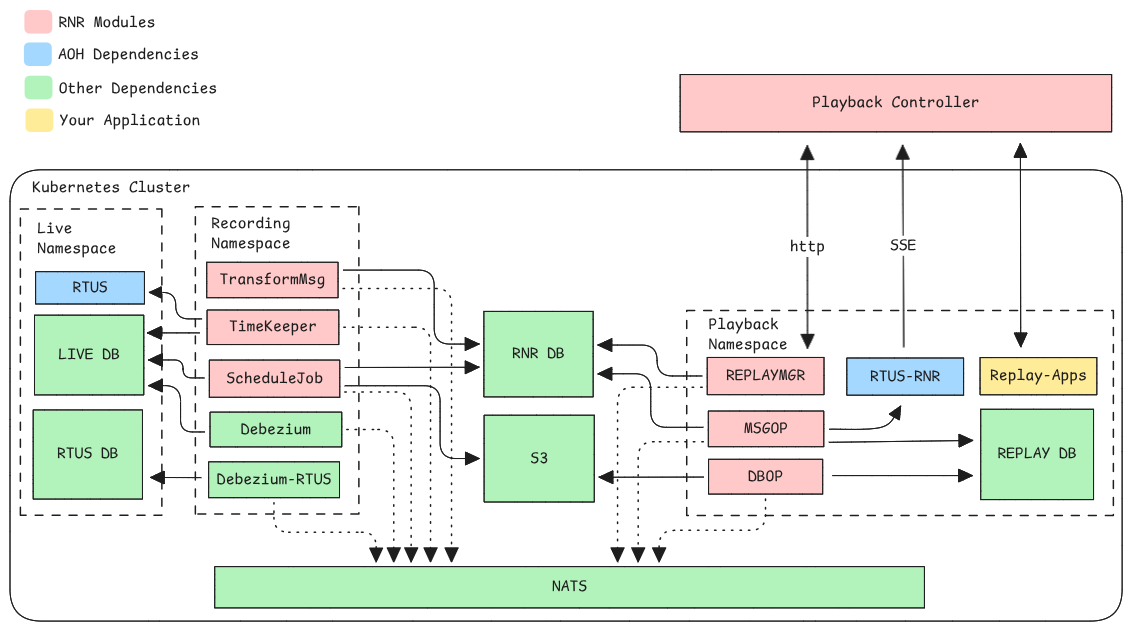 RNR Modules
AOH Dependencies
Other Dependencies
Your Application
Playback Controller
Kubernetes Cluster
Live
Namespace
RTUS
LIVE DB
RTUS DB
Recording
Namespace
TransformMsg
TimeKeeper
ScheduleJob
Debezium
Debezium-RTUS
RNR DB
S3
http
SSE
Playback
Namespace
REPLAYMGR
RTUS-RNR
Replay-Apps
MSGOP
DBOP
REPLAY DB
NATS